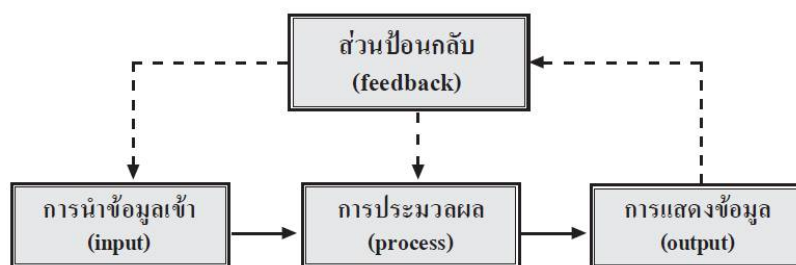 ส่วนป้อนกลับ
(feedback)
การนำข้อมูลเข้า
(input)
การประมวลผล
(process)
การแสดงข้อมูล
(output)